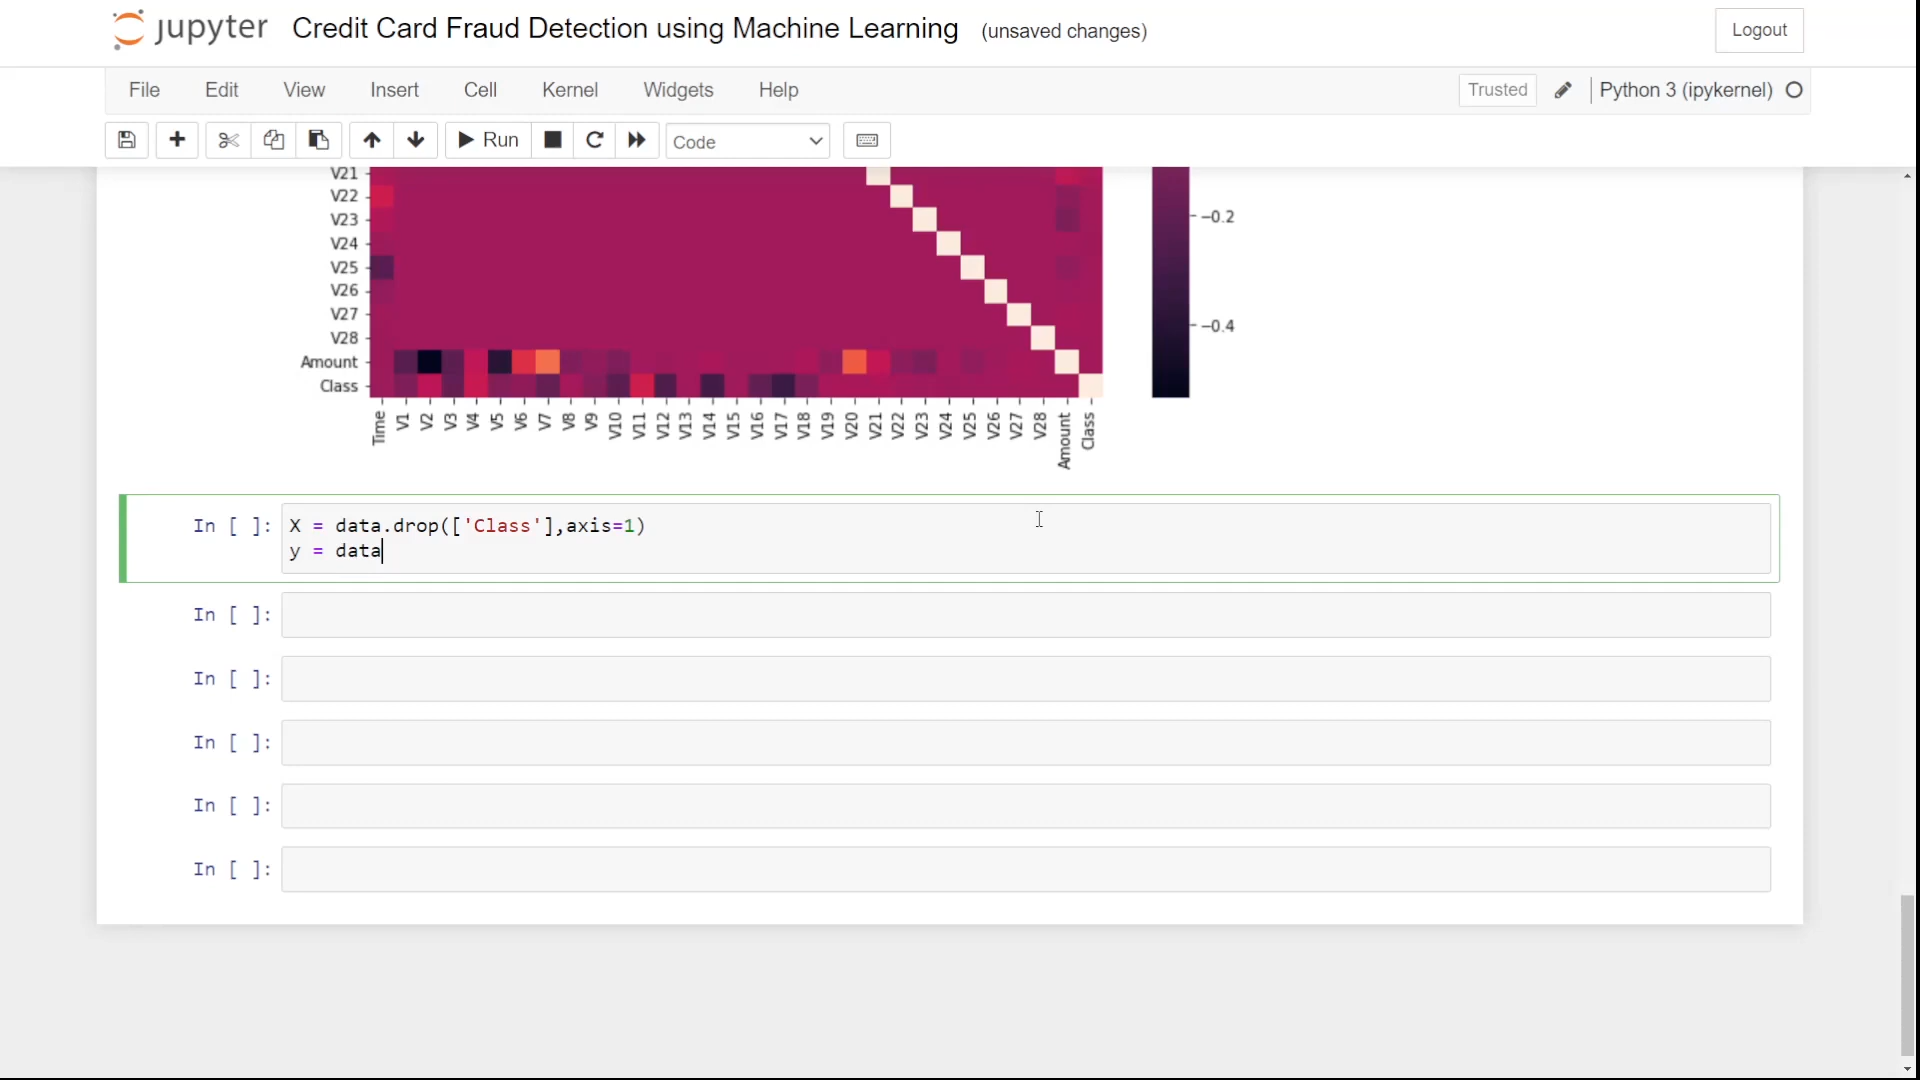 jupyter Credit Card Fraud Detection using Machine Learning (unsaved changes) Logout
File Edit View Insert Cell Kernel Widgets Help Trusted Python 3 (ipykernel)
Run Code
V21
V22
V23
V24
V25
V26
V27
V28
Amount
Class
−0.2
−0.4
Time V1 V2 V3 V4 V5 V6 V7 V8 V9 V10 V11 V12 V13 V14 V15 V16 V17 V18 V19 V20 V21 V22 V23 V24 V25 V26 V27 V28 Amount Class
In [ ]: X = data.drop(['Class'],axis=1)
y = data
In [ ]:
In [ ]:
In [ ]:
In [ ]:
In [ ]: